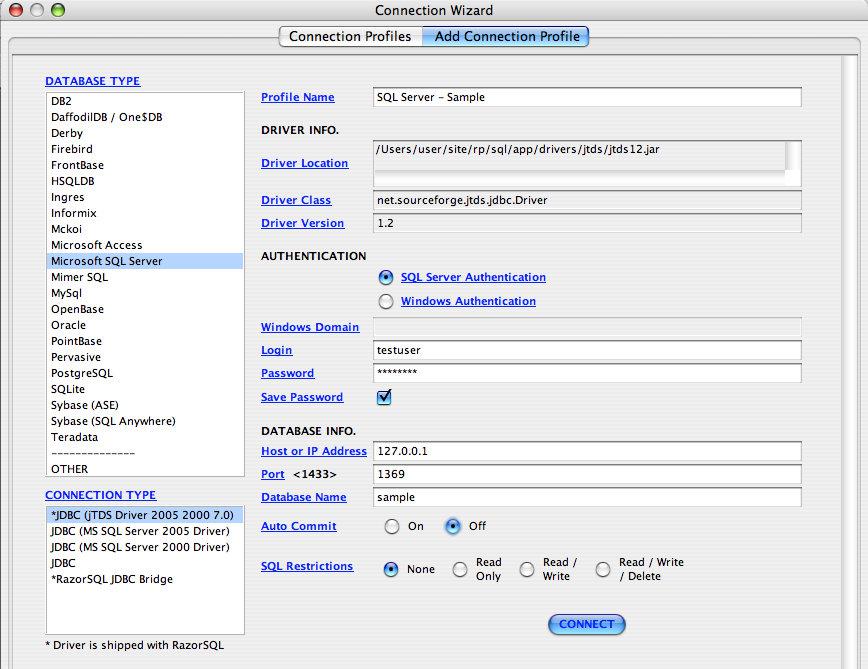 Connection Wizard
Connection Profiles
Add Connection Profile
DATABASE TYPE
DB2
DaffodilDB / One$DB
Derby
Firebird
FrontBase
HSQLDB
Ingres
Informix
Mckoi
Microsoft Access
Microsoft SQL Server
Mimer SQL
MySql
OpenBase
Oracle
PointBase
Pervasive
PostgreSQL
SQLite
Sybase (ASE)
Sybase (SQL Anywhere)
Teradata
--------------
OTHER
CONNECTION TYPE
*JDBC (jTDS Driver 2005 2000 7.0)
JDBC (MS SQL Server 2005 Driver)
JDBC (MS SQL Server 2000 Driver)
JDBC
*RazorSQL JDBC Bridge
* Driver is shipped with RazorSQL
Profile Name SQL Server - Sample
DRIVER INFO.
Driver Location /Users/user/site/rp/sql/app/drivers/jtds/jtds12.jar
Driver Class net.sourceforge.jtds.jdbc.Driver
Driver Version 1.2
AUTHENTICATION
SQL Server Authentication
Windows Authentication
Windows Domain
Login testuser
Password ********
Save Password
DATABASE INFO.
Host or IP Address 127.0.0.1
Port <1433> 1369
Database Name sample
Auto Commit On Off
SQL Restrictions None Read Only Read / Write Read / Write / Delete
CONNECT